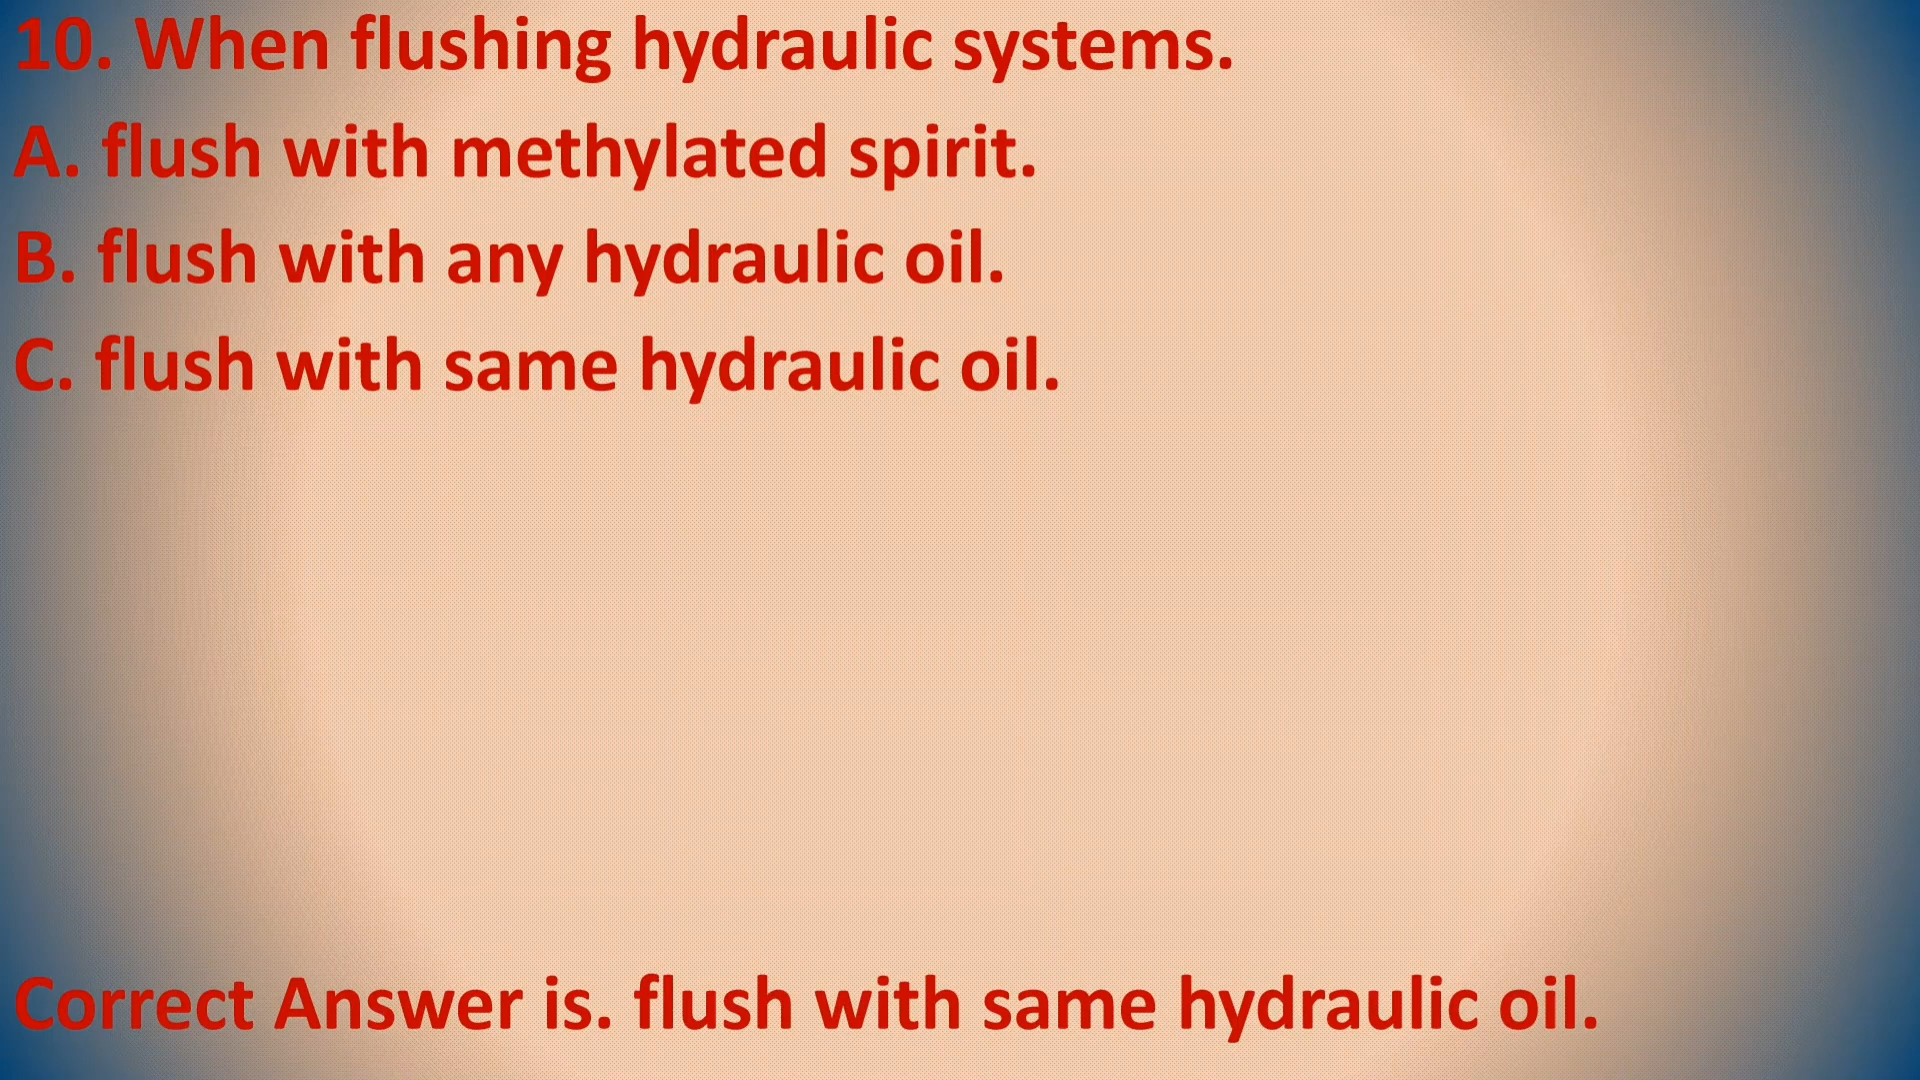 10. When flushing hydraulic systems.
A. flush with methylated spirit.
B. flush with any hydraulic oil.
C. flush with same hydraulic oil.
Correct Answer is. flush with same hydraulic oil.